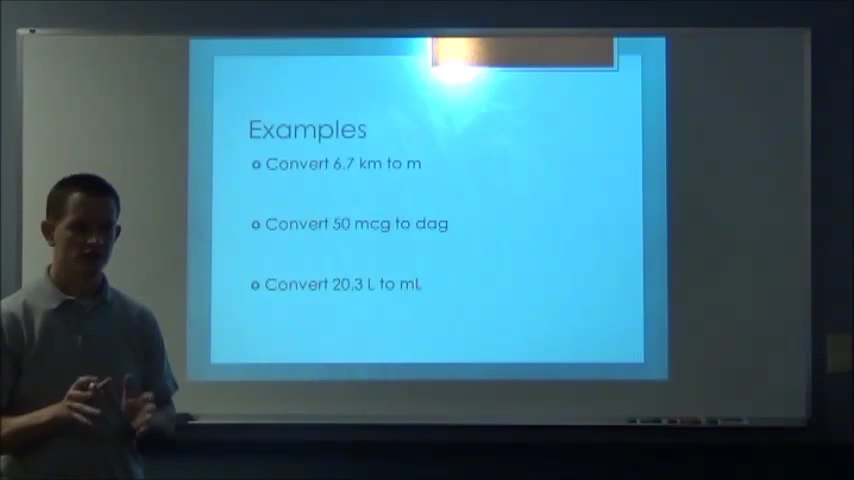 Examples
Convert 6.7 km to m
Convert 50 mcg to dag
Convert 20.3 L to mL